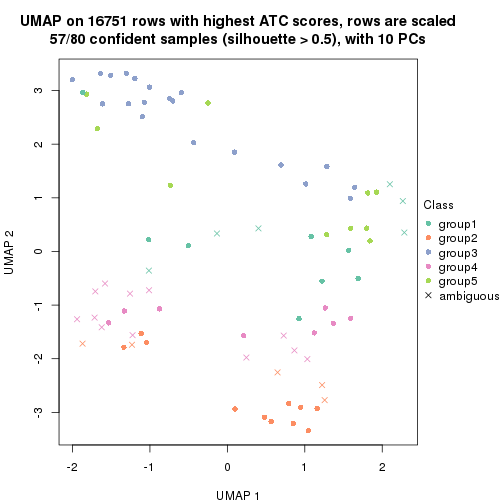 UMAP on 16751 rows with highest ATC scores, rows are scaled
57/80 confident samples (silhouette > 0.5), with 10 PCs
3
2
1
0
-1
-2
-3
UMAP 2
-2
-1
0
1
2
UMAP 1
Class
group1
group2
group3
group4
group5
ambiguous